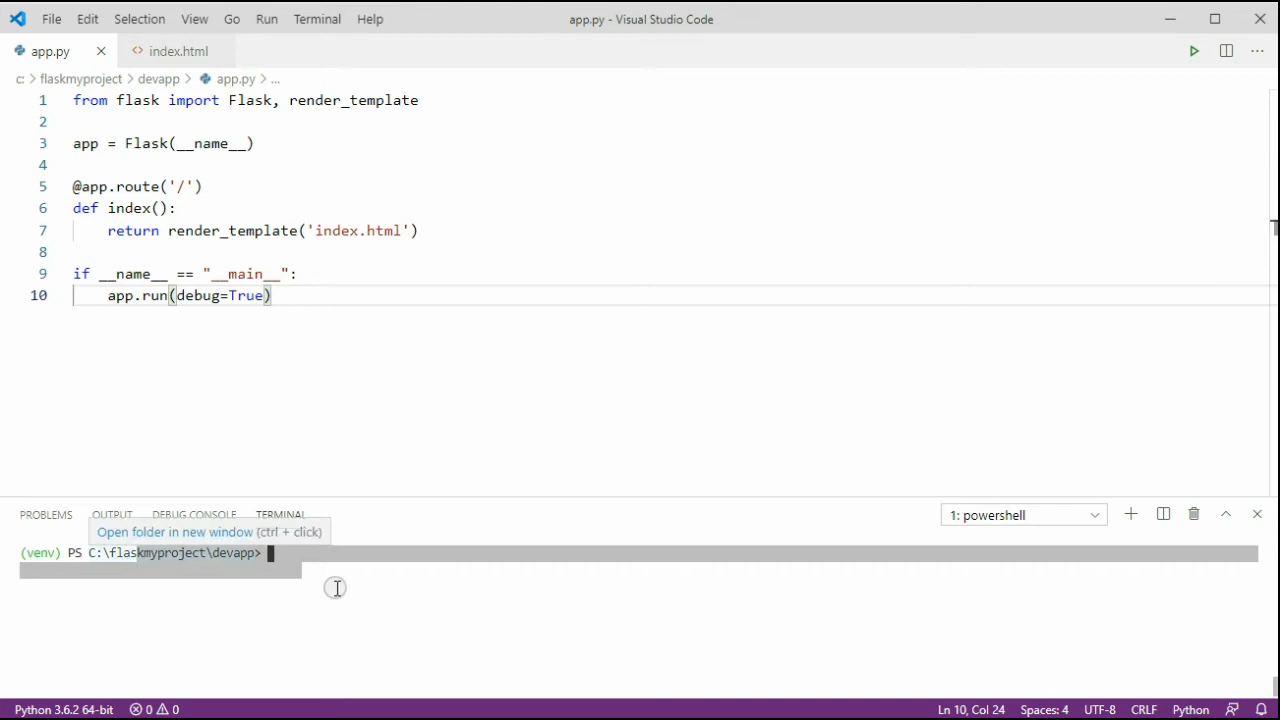 File Edit Selection View Go Run Terminal Help app.py - Visual Studio Code
app.py index.html
c: > flaskmyproject > devapp > app.py > ...
1 from flask import Flask, render_template
2
3 app = Flask(__name__)
4
5 @app.route('/')
6 def index():
7 return render_template('index.html')
8
9 if __name__ == "__main__":
10 app.run(debug=True)
PROBLEMS OUTPUT DEBUG CONSOLE TERMINAL 1: powershell
Open folder in new window (ctrl + click)
(venv) PS C:\flaskmyproject\devapp>
Python 3.6.2 64-bit 0 0 Ln 10, Col 24 Spaces: 4 UTF-8 CRLF Python